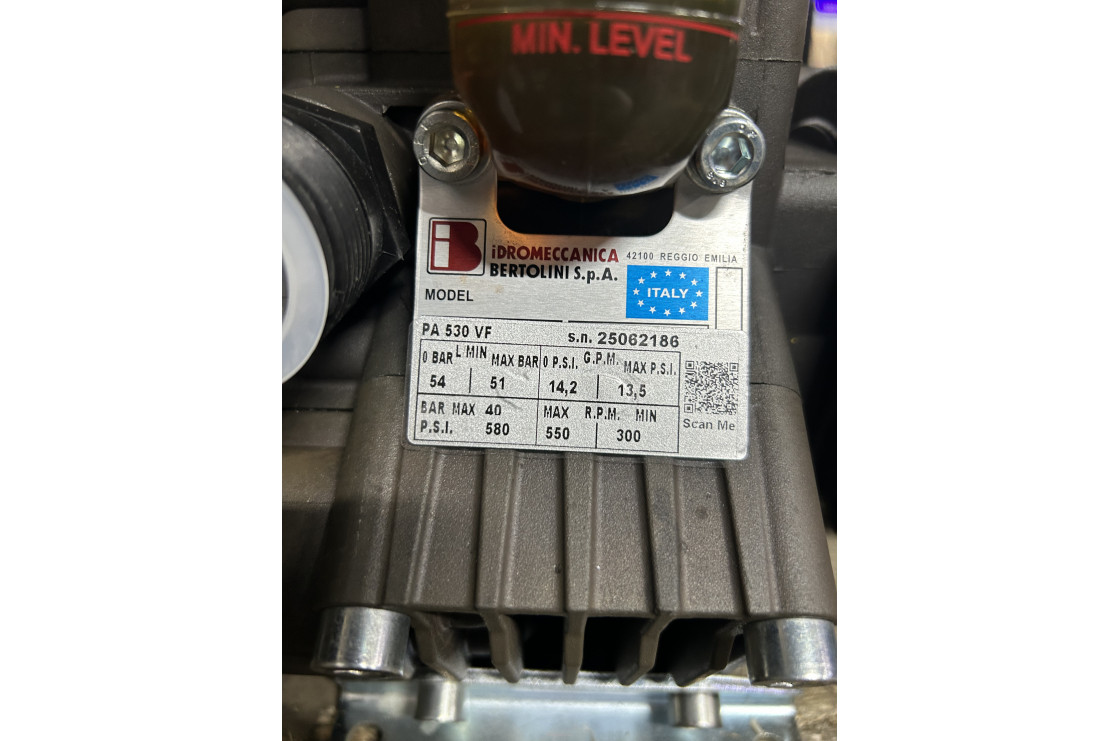 MIN. LEVEL
iB
iDROMECCANICA 42100 REGGIO EMILIA
BERTOLINI S.p.A.
ITALY
MODEL
PA 530 VF s.n. 25062186
0 BAR L MIN MAX BAR 0 P.S.I. G.P.M. MAX P.S.I.
54 51 14,2 13,5
BAR MAX 40 MAX R.P.M. MIN
P.S.I. 580 550 300
Scan Me